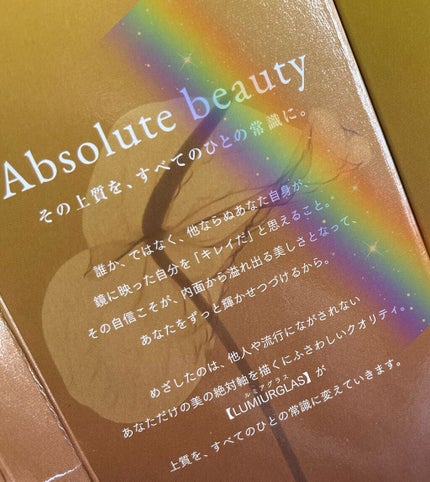 Absolute beauty
その上質を、すべてのひとの常識に。
誰か、ではなく、他ならぬあなた自身が、
鏡に映った自分を「キレイだ」と思えること。
その自信こそが、内面から溢れ出る美しさとなって、
あなたをずっと輝かせつづけるから。
めざしたのは、他人や流行にながされない
あなただけの美の絶対軸を描くにふさわしいクオリティ。
ルミアグラス
【LUMIURGLAS】が
上質を、すべてのひとの常識に変えていきます。